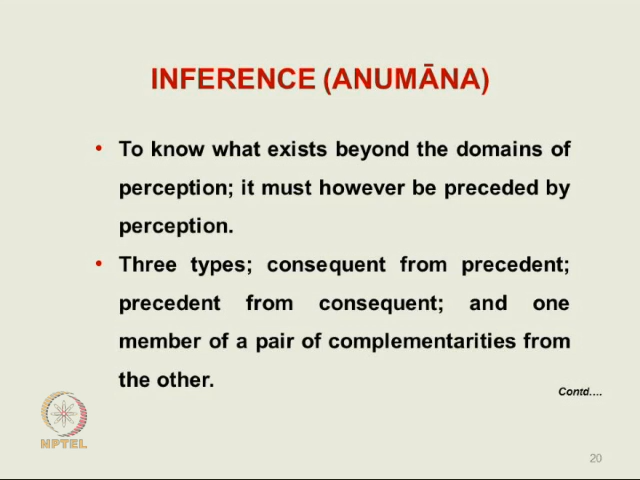 INFERENCE (ANUMĀNA)
• To know what exists beyond the domains of
perception; it must however be preceded by
perception.
• Three types; consequent from precedent;
precedent from consequent; and one
member of a pair of complementarities from
the other.
Contd....
NPTEL
20